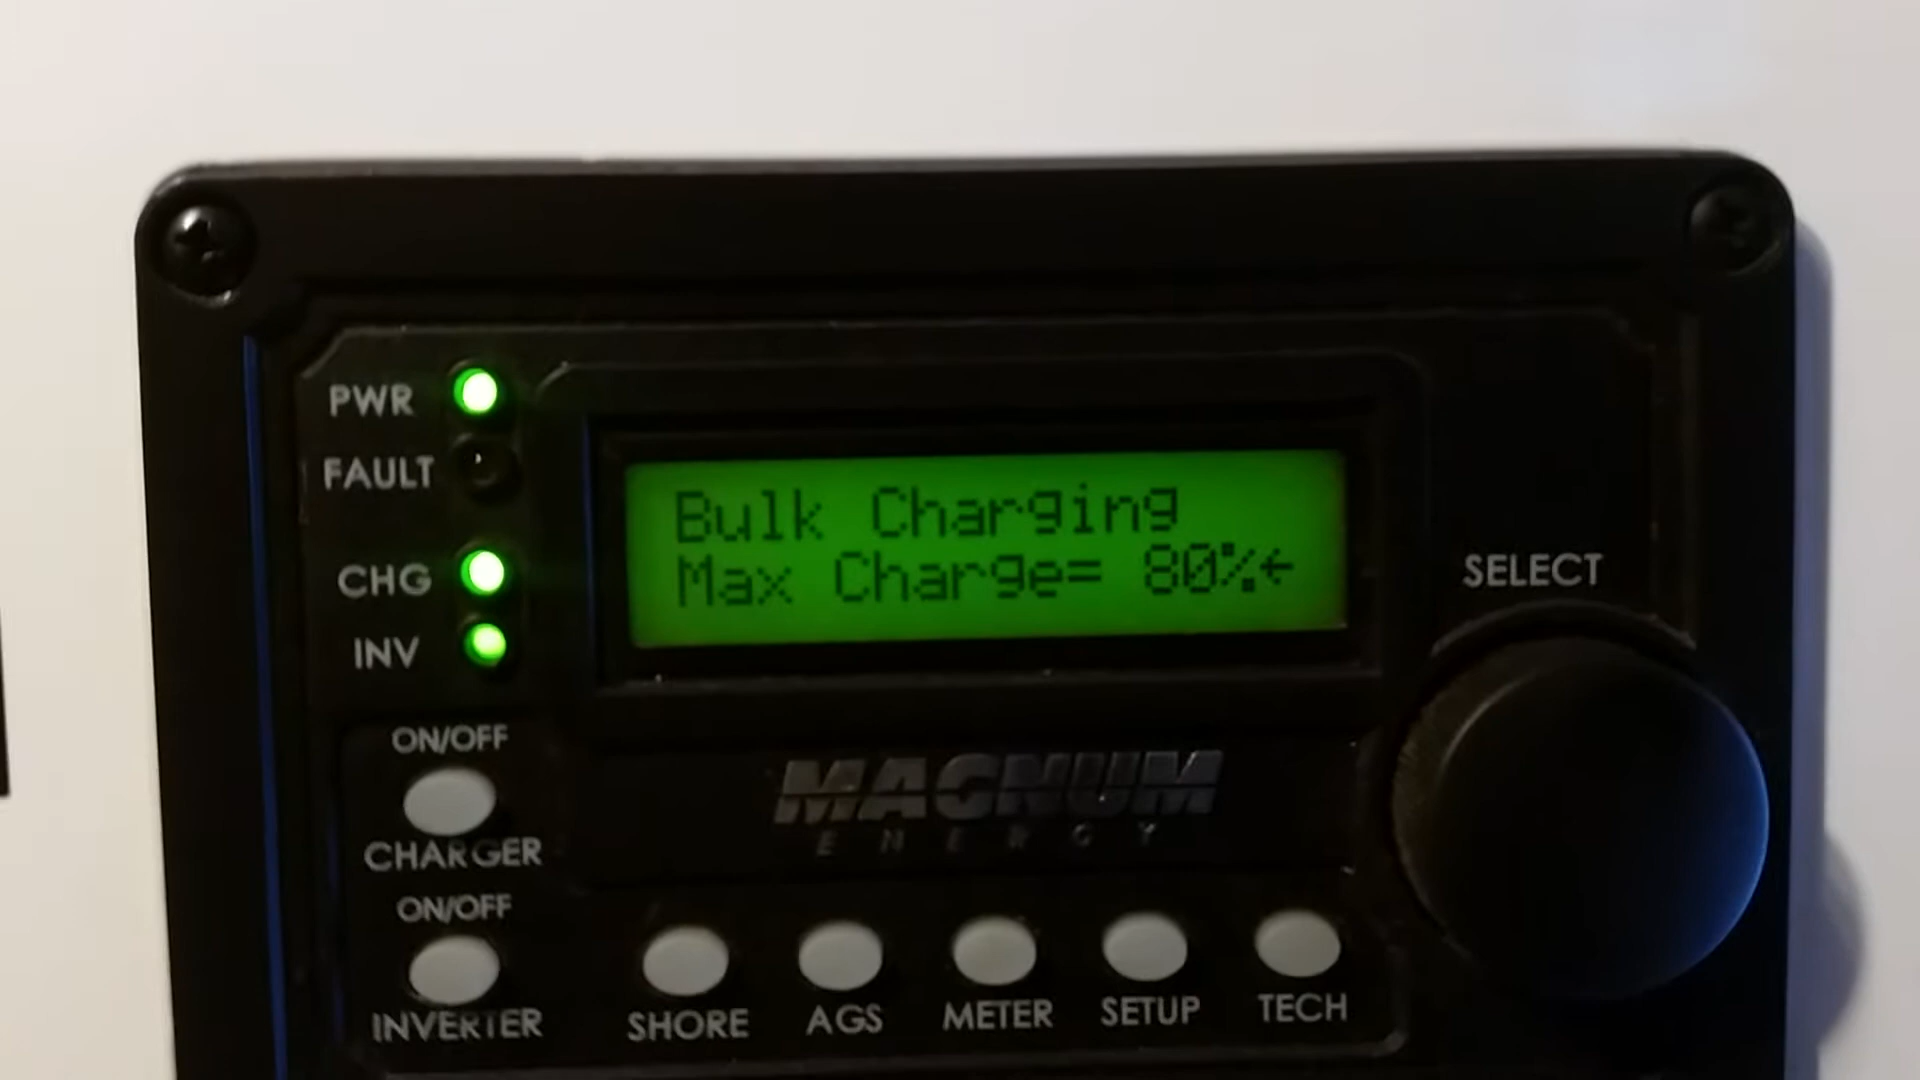 PWR
FAULT
CHG
INV
Bulk Charging
Max Charge= 80%←
SELECT
ON/OFF
CHARGER
MAGNUM
ENERGY
ON/OFF
INVERTER
SHORE
AGS
METER
SETUP
TECH